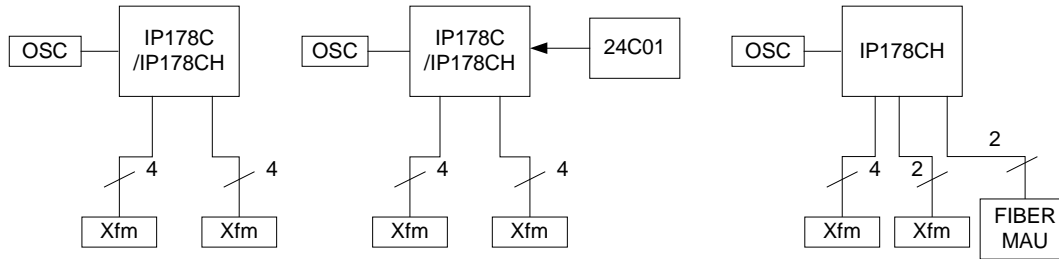 OSC
IP178C
/IP178CH
4
4
Xfm
Xfm
OSC
IP178C
/IP178CH
24C01
4
4
Xfm
Xfm
OSC
IP178CH
4
2
2
Xfm
Xfm
FIBER
MAU